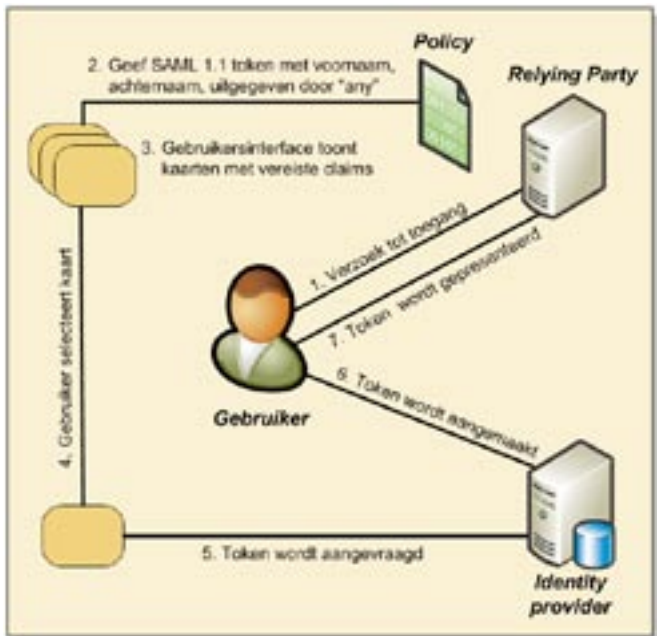 Policy
2. Geef SAML 1.1 token met voornaam,
achternaam, uitgegeven door "any"
Relying Party
3. Gebruikersinterface toont
kaarten met vereiste claims
1. Verzoek tot toegang
7. Token wordt gepresenteerd
Gebruiker
4. Gebruiker selecteert kaart
6. Token wordt aangemaakt
5. Token wordt aangevraagd
Identity
provider